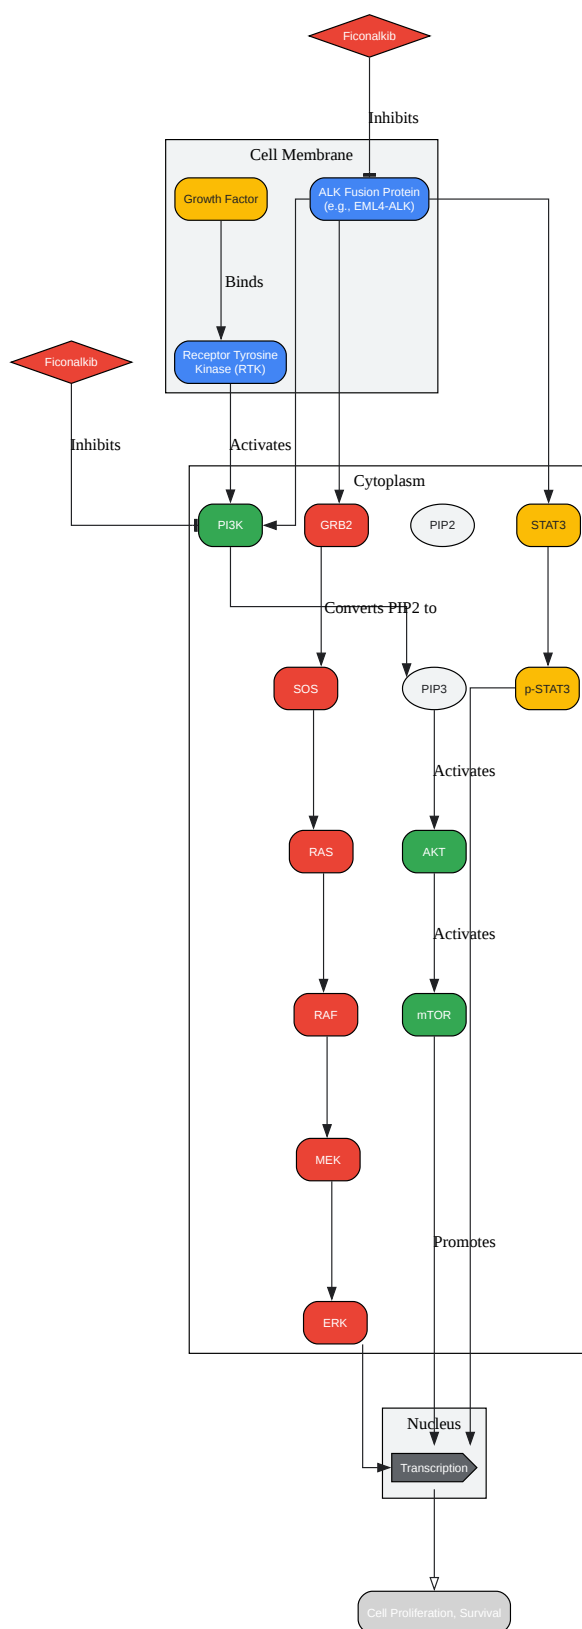 Ficonalkib
Inhibits
Cell Membrane
Growth Factor
ALK Fusion Protein
(e.g., EML4-ALK)
Binds
Receptor Tyrosine
Kinase (RTK)
Ficonalkib
Inhibits
Activates
Cytoplasm
PI3K
GRB2
PIP2
STAT3
Converts PIP2 to
SOS
PIP3
p-STAT3
Activates
RAS
AKT
Activates
RAF
mTOR
MEK
Promotes
ERK
Nucleus
Transcription
Cell Proliferation, Survival